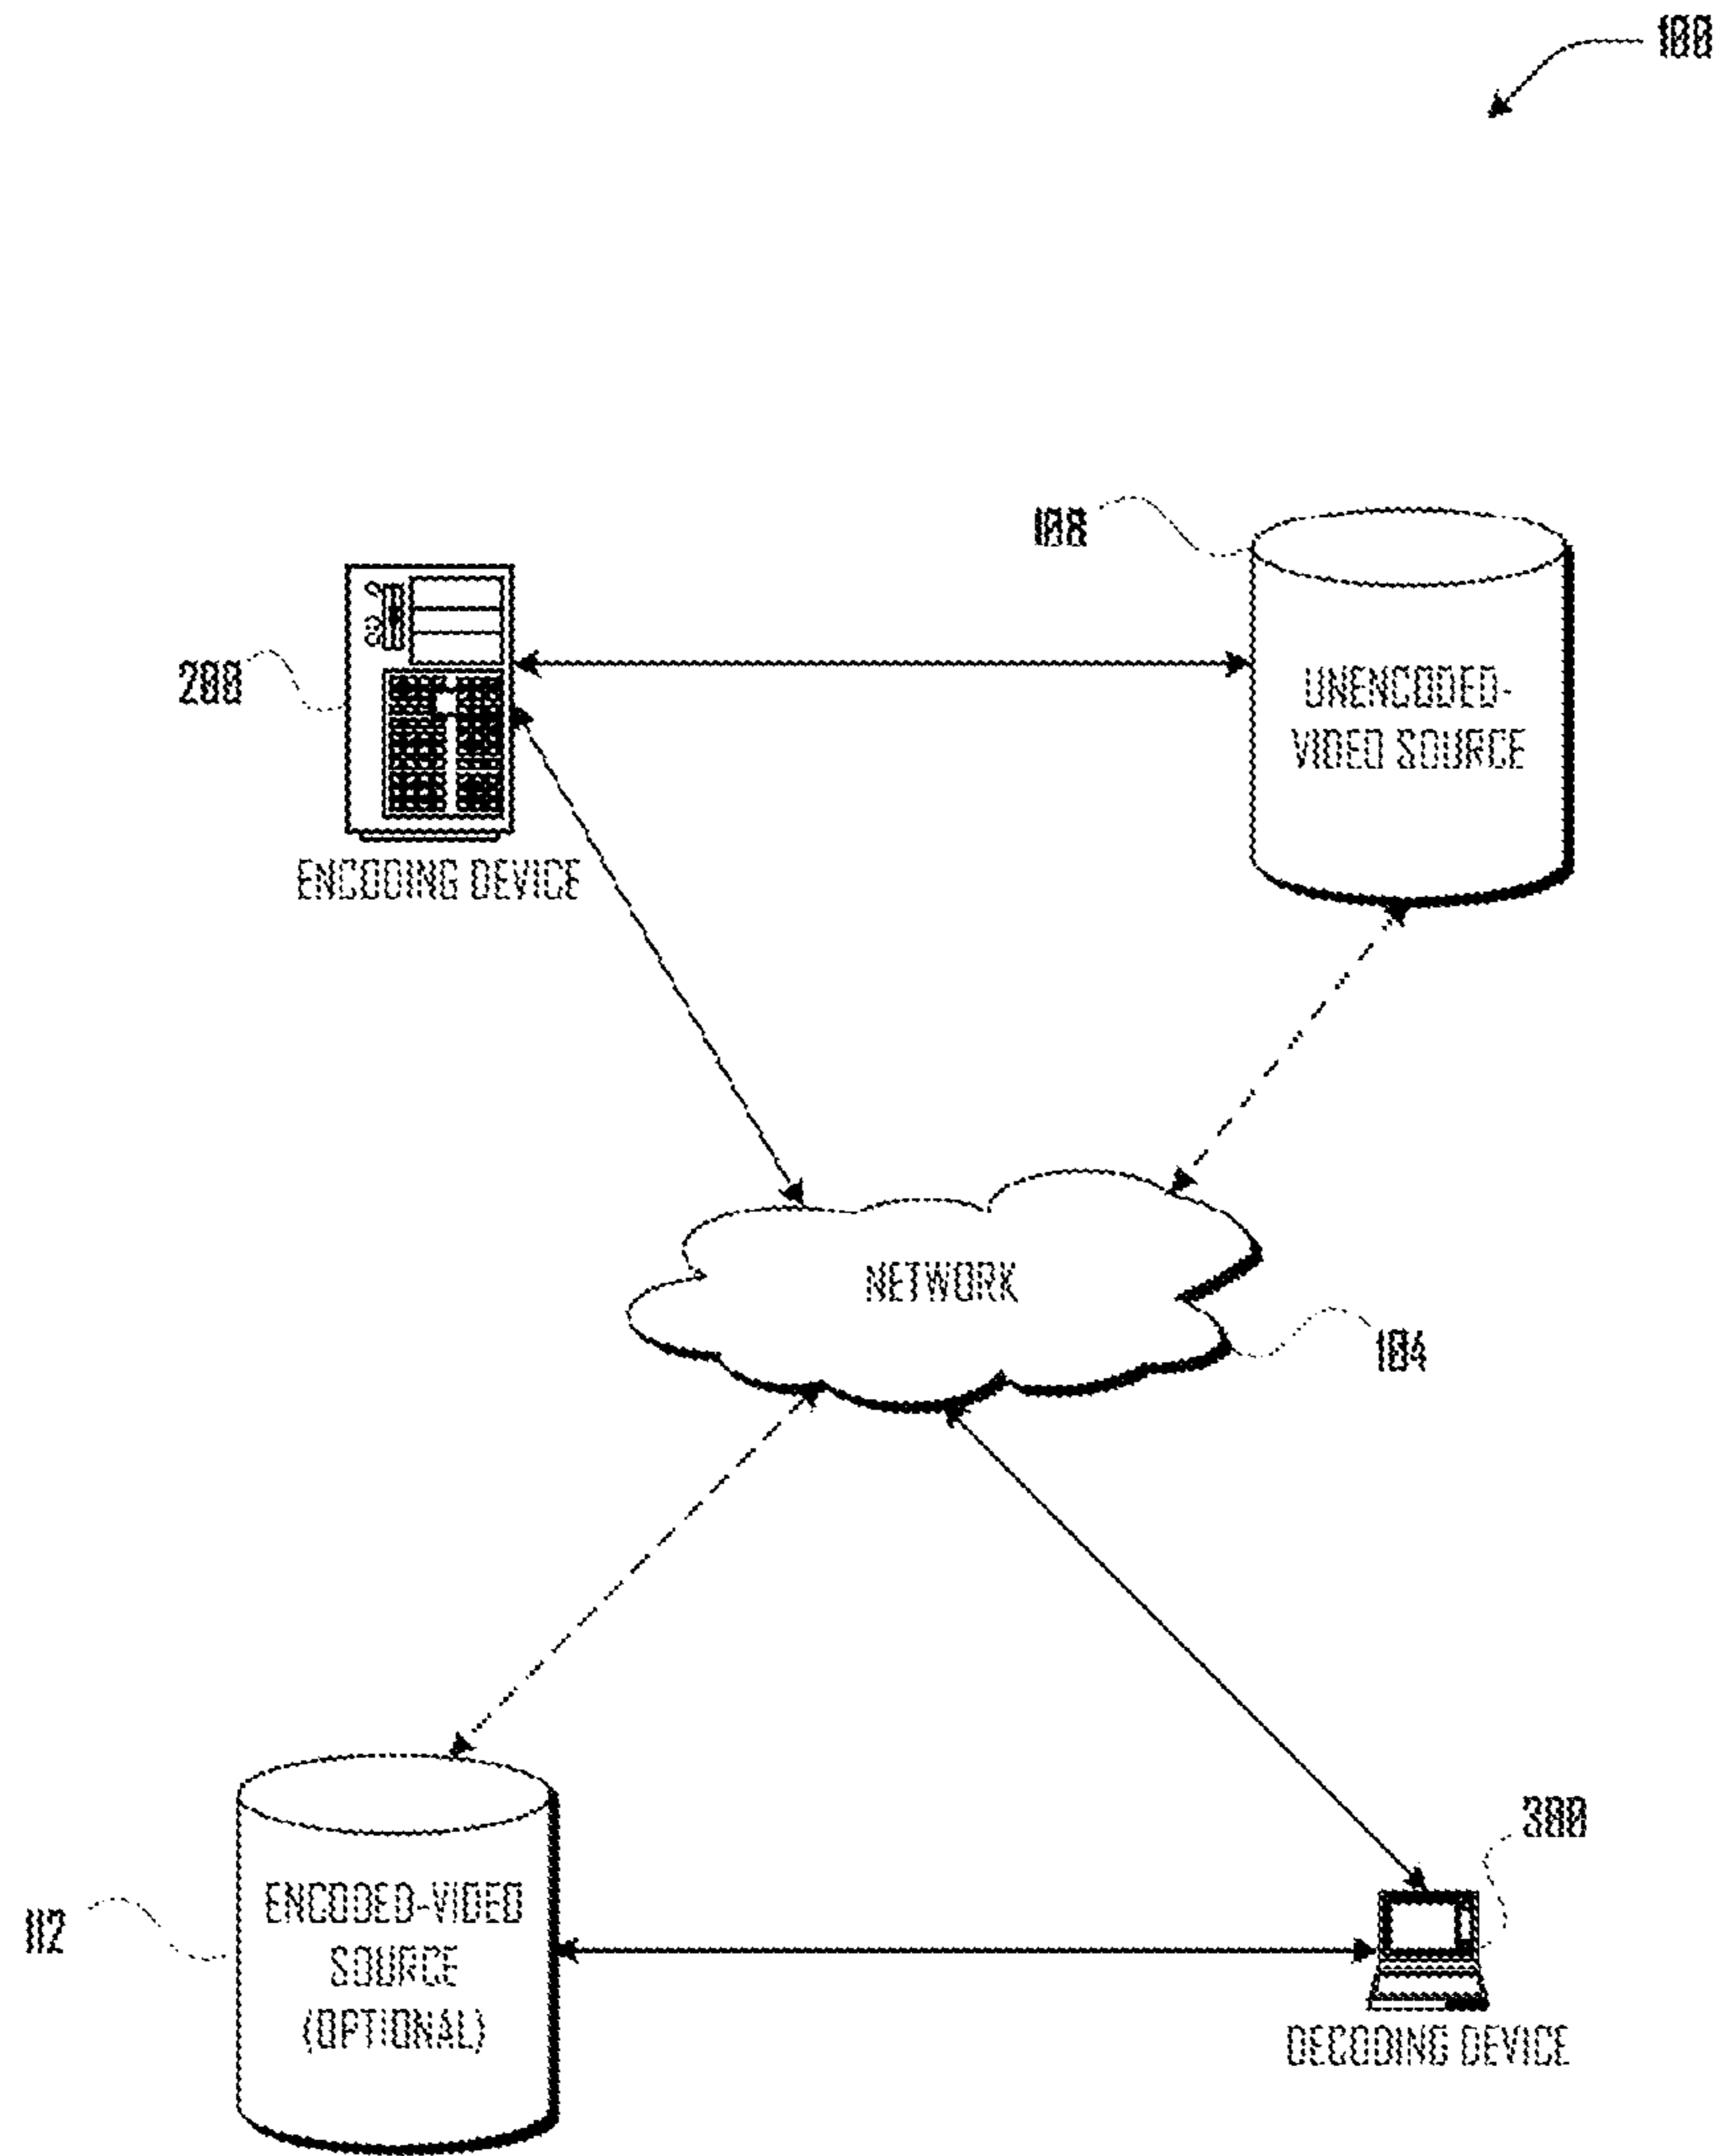 100
108
200
UNENCODED-
VIDEO SOURCE
ENCODING DEVICE
NETWORK
104
300
112
ENCODED-VIDEO
SOURCE
(OPTIONAL)
DECODING DEVICE